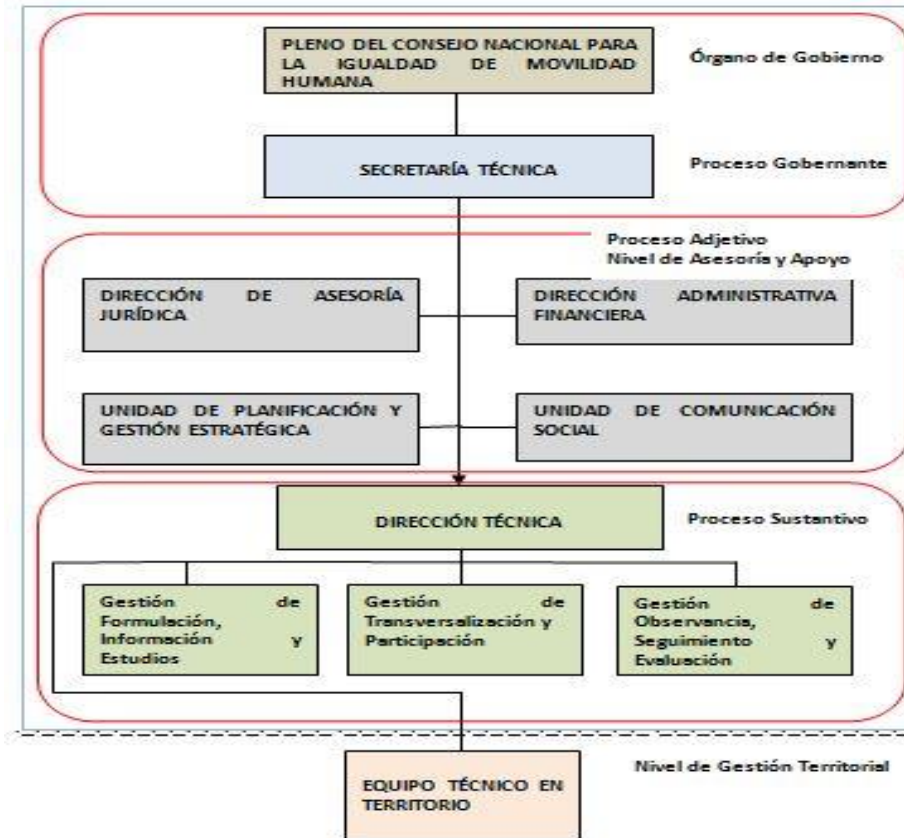 PLENO DEL CONSEJO NACIONAL PARA
LA IGUALDAD DE MOVILIDAD
HUMANA
Órgano de Gobierno
SECRETARÍA TÉCNICA
Proceso Gobernante
Proceso Adjetivo
Nivel de Asesoría y Apoyo
DIRECCIÓN DE ASESORÍA
JURÍDICA
DIRECCIÓN ADMINISTRATIVA
FINANCIERA
UNIDAD DE PLANIFICACIÓN Y
GESTIÓN ESTRATÉGICA
UNIDAD DE COMUNICACIÓN
SOCIAL
DIRECCIÓN TÉCNICA
Proceso Sustantivo
Gestión de
Formulación,
Información y
Estudios
Gestión de
Transversalización y
Participación
Gestión de
Observancia,
Seguimiento y
Evaluación
Nivel de Gestión Territorial
EQUIPO TÉCNICO EN
TERRITORIO